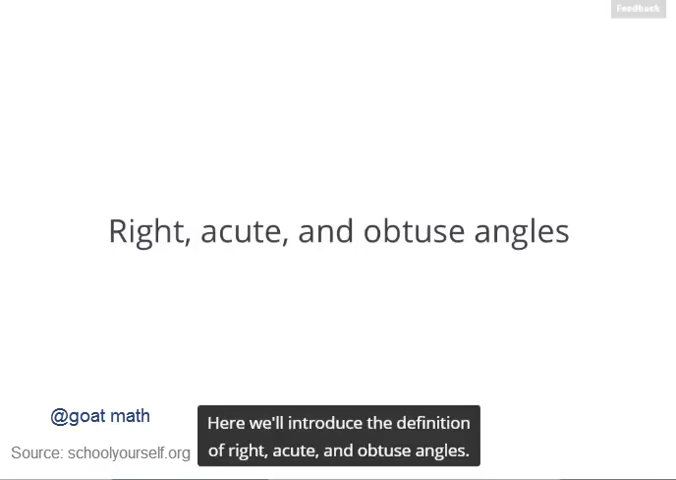 Feedback
Right, acute, and obtuse angles
@goat math
Here we'll introduce the definition
of right, acute, and obtuse angles.
Source: schoolyourself.org